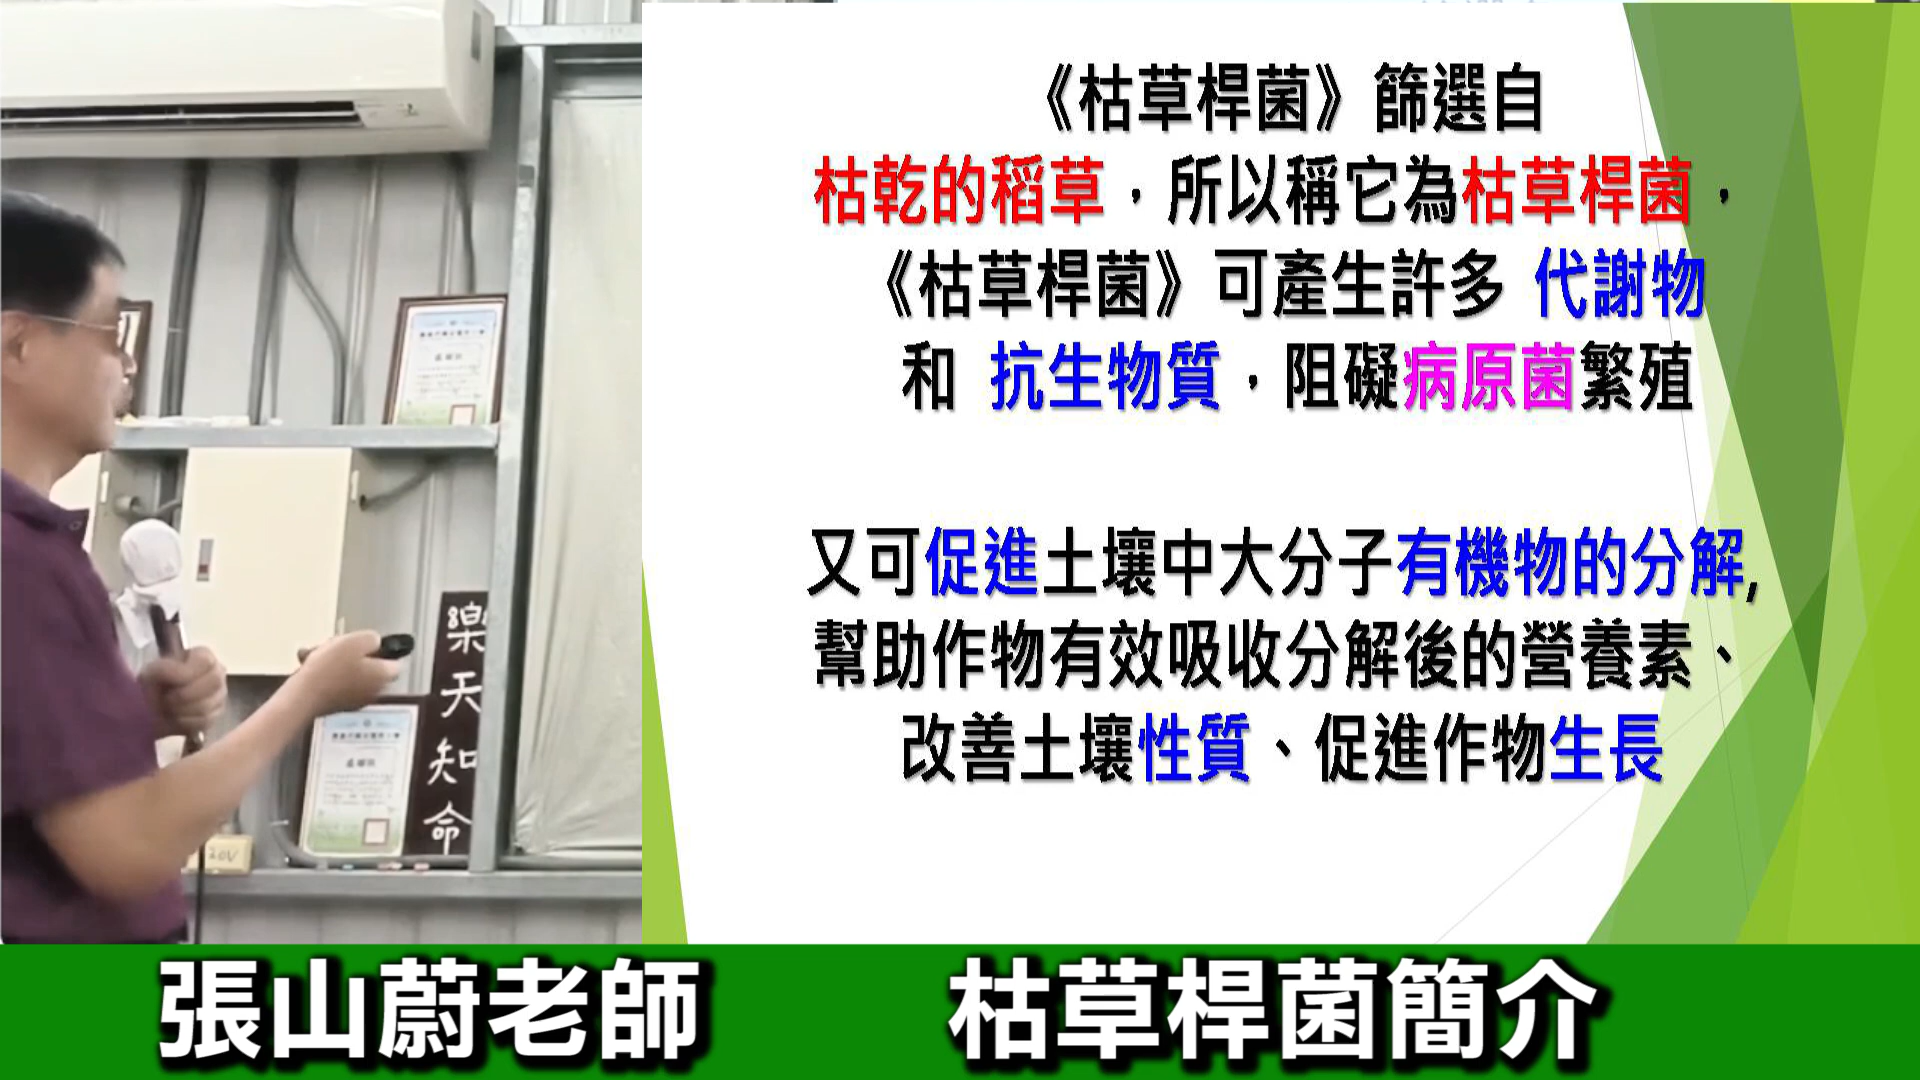 《枯草桿菌》篩選自
枯乾的稻草，所以稱它為枯草桿菌，
《枯草桿菌》可產生許多 代謝物
和 抗生物質，阻礙病原菌繁殖
又可促進土壤中大分子有機物的分解,
幫助作物有效吸收分解後的營養素、
改善土壤性質、促進作物生長
樂天知命
20V
張山蔚老師
枯草桿菌簡介